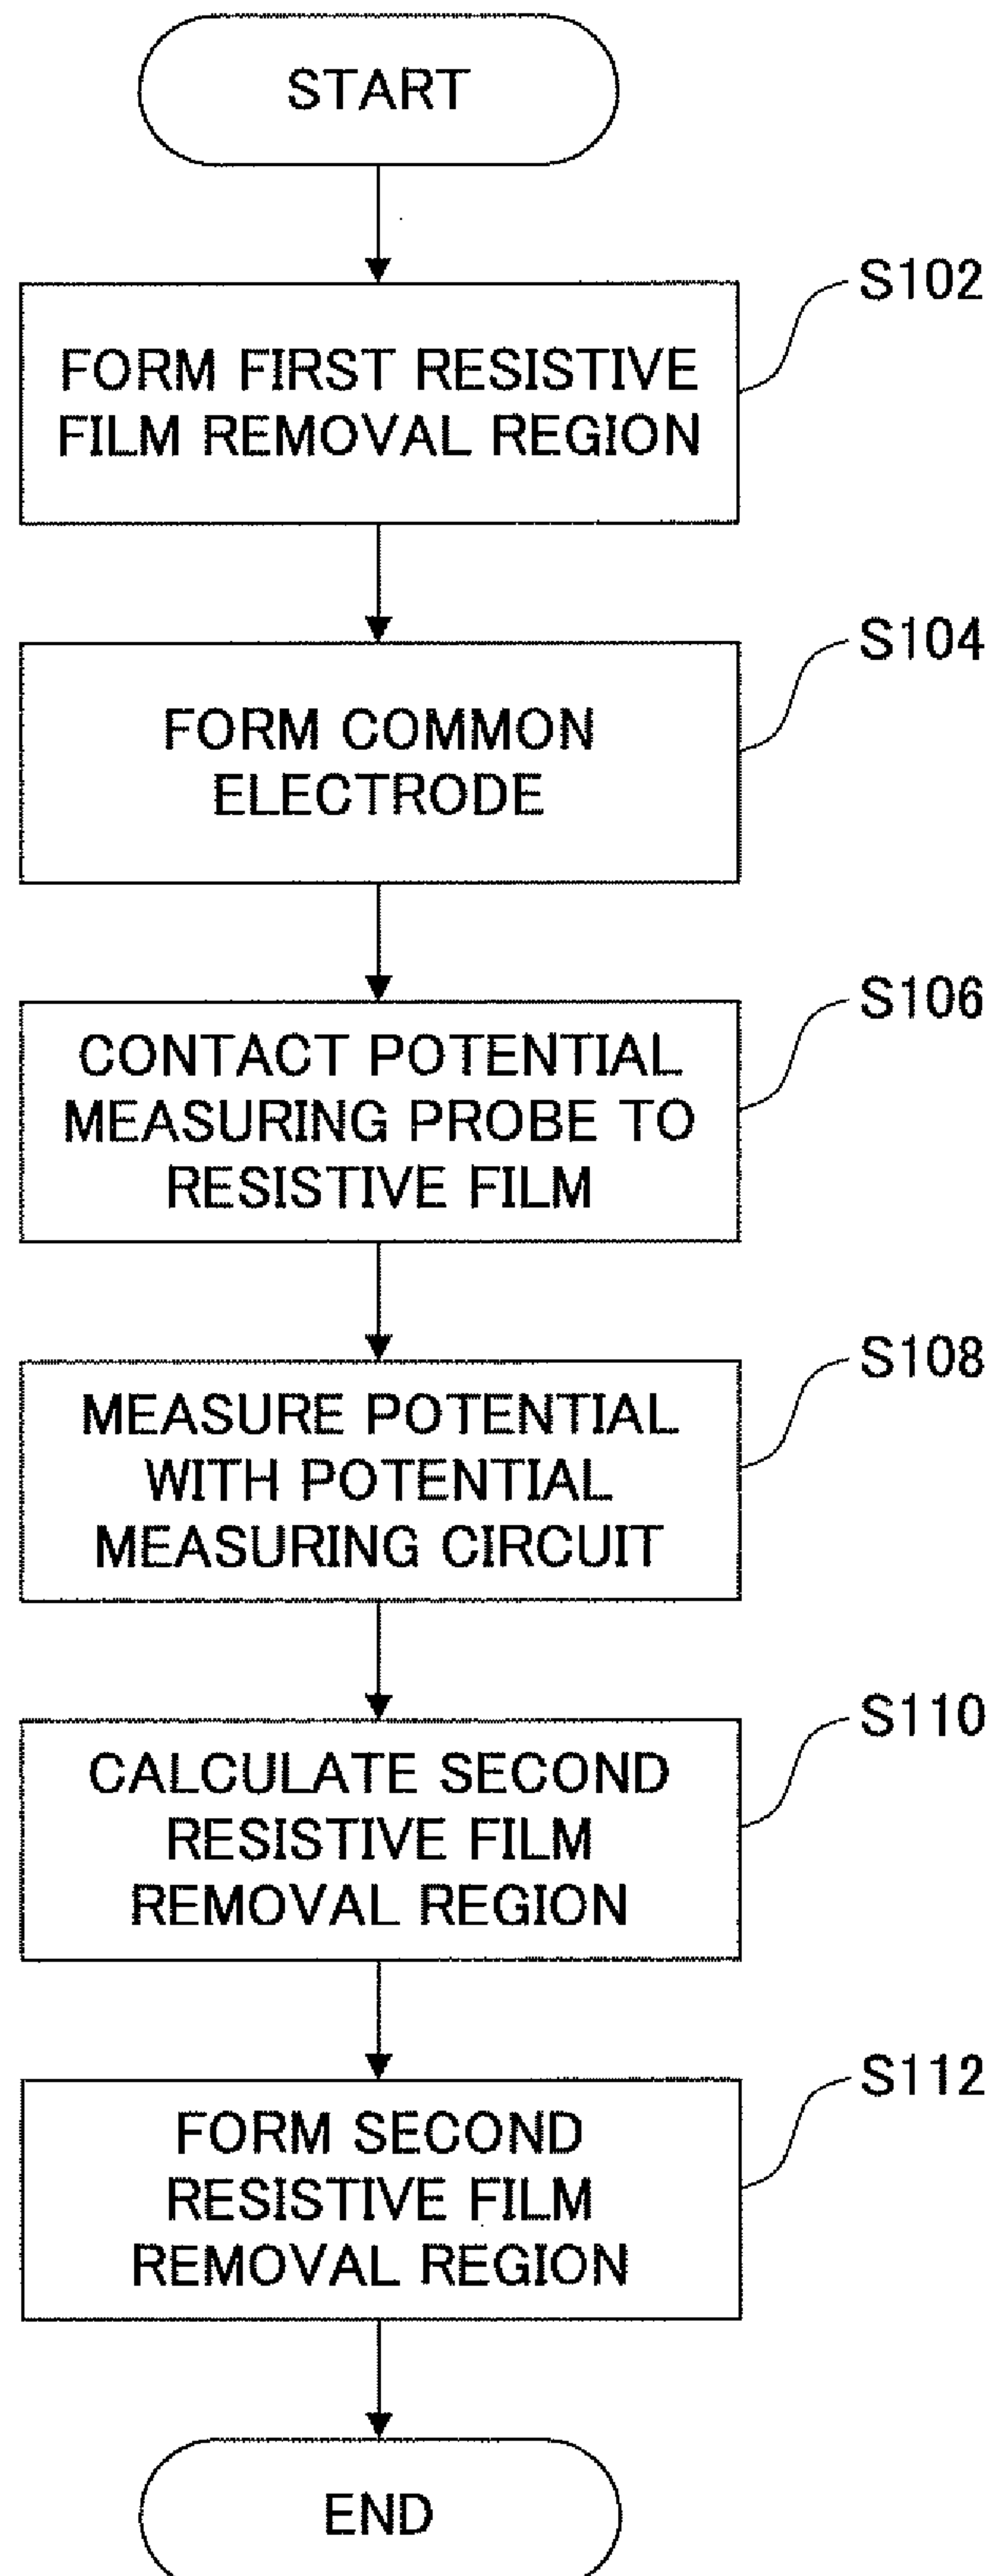 START
S102
FORM FIRST RESISTIVE
FILM REMOVAL REGION
S104
FORM COMMON
ELECTRODE
S106
CONTACT POTENTIAL
MEASURING PROBE TO
RESISTIVE FILM
S108
MEASURE POTENTIAL
WITH POTENTIAL
MEASURING CIRCUIT
S110
CALCULATE SECOND
RESISTIVE FILM
REMOVAL REGION
S112
FORM SECOND
RESISTIVE FILM
REMOVAL REGION
END